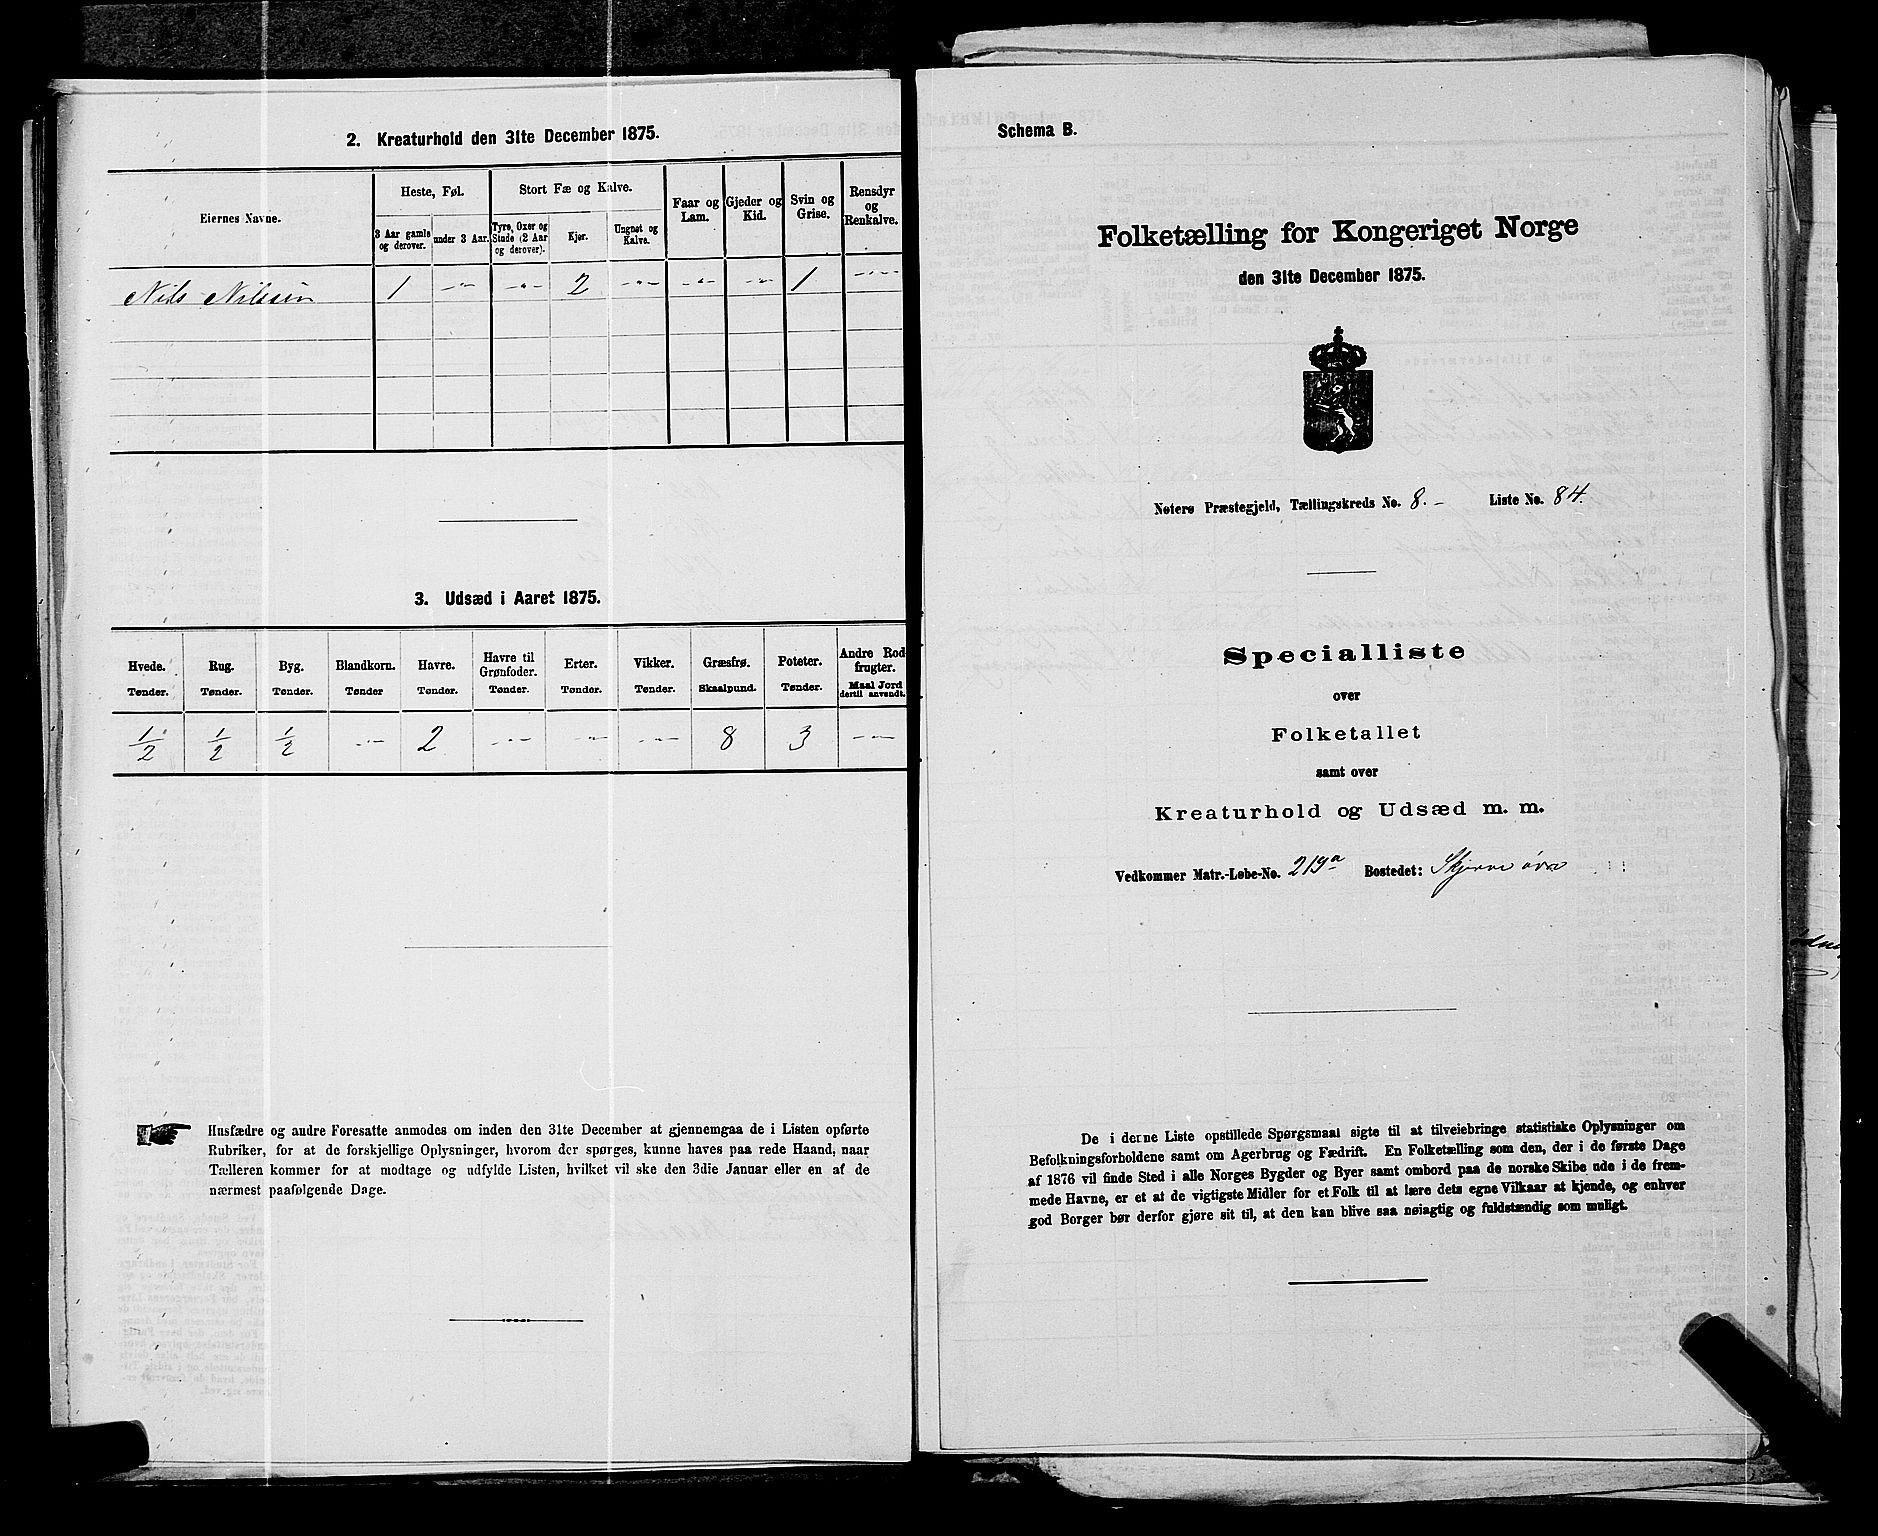 2. Kreaturhold den 31te December 1875.
Eiernes Navne.
Heste, Føl.
Stort Fæ og Kalve.
Faar og Lam.
Gjeder og Kid.
Svin og Grise.
Rensdyr og Renkalve.
3 Aar gamle og derover.
under 3 Aar.
Tyre, Oxer og Stude (2 Aar og derover).
Kjør.
Ungnøt og Kalve.
Nils Nilssen 1 -"- -"- 2 -"- -"- -"- 1 -"-
3. Udsæd i Aaret 1875.
Hvede. Rug. Byg. Blandkorn. Havre. Havre til Grønfoder. Erter. Vikker. Græsfrø. Poteter. Andre Rodfrugter.
Tønder. Tønder. Tønder. Tønder Tønder. Tønder. Tønder. Tønder. Skaalpund. Tønder. Maal Jord dertil anvendt.
1/2 1/2 1/2 -"- 2 -"- -"- -"- 8 3 -"-
Husfædre og andre Foresatte anmodes om inden den 31te December at gjennemgaa de i Listen opførte
Rubriker, for at de forskjellige Oplysninger, hvorom der spørges, kunne haves paa rede Haand, naar
Tælleren kommer for at modtage og udfylde Listen, hvilket vil ske den 3die Januar eller en af de
nærmest paafølgende Dage.
Schema B.
Folketælling for Kongeriget Norge
den 31te December 1875.
Nøterø Præstegjeld, Tællingskreds No. 8. - Liste No. 84.
Specialliste
over
Folketallet
samt over
Kreaturhold og Udsæd m. m.
Vedkommer Matr.-Løbe-No. 219a Bostedet: Skjerve øvre
De i denne Liste opstillede Spørgsmaal sigte til at tilveiebringe statistiske Oplysninger om
Befolkningsforholdene samt om Agerbrug og Fædrift. En Folketælling som den, der i de første Dage
af 1876 vil finde Sted i alle Norges Bygder og Byer samt ombord paa de norske Skibe ude i de frem-
mede Havne, er et af de vigtigste Midler for et Folk til at lære dets egne Vilkaar at kjende, og enhver
god Borger bør derfor gjøre sit til, at den kan blive saa nøiagtig og fuldstændig som muligt.